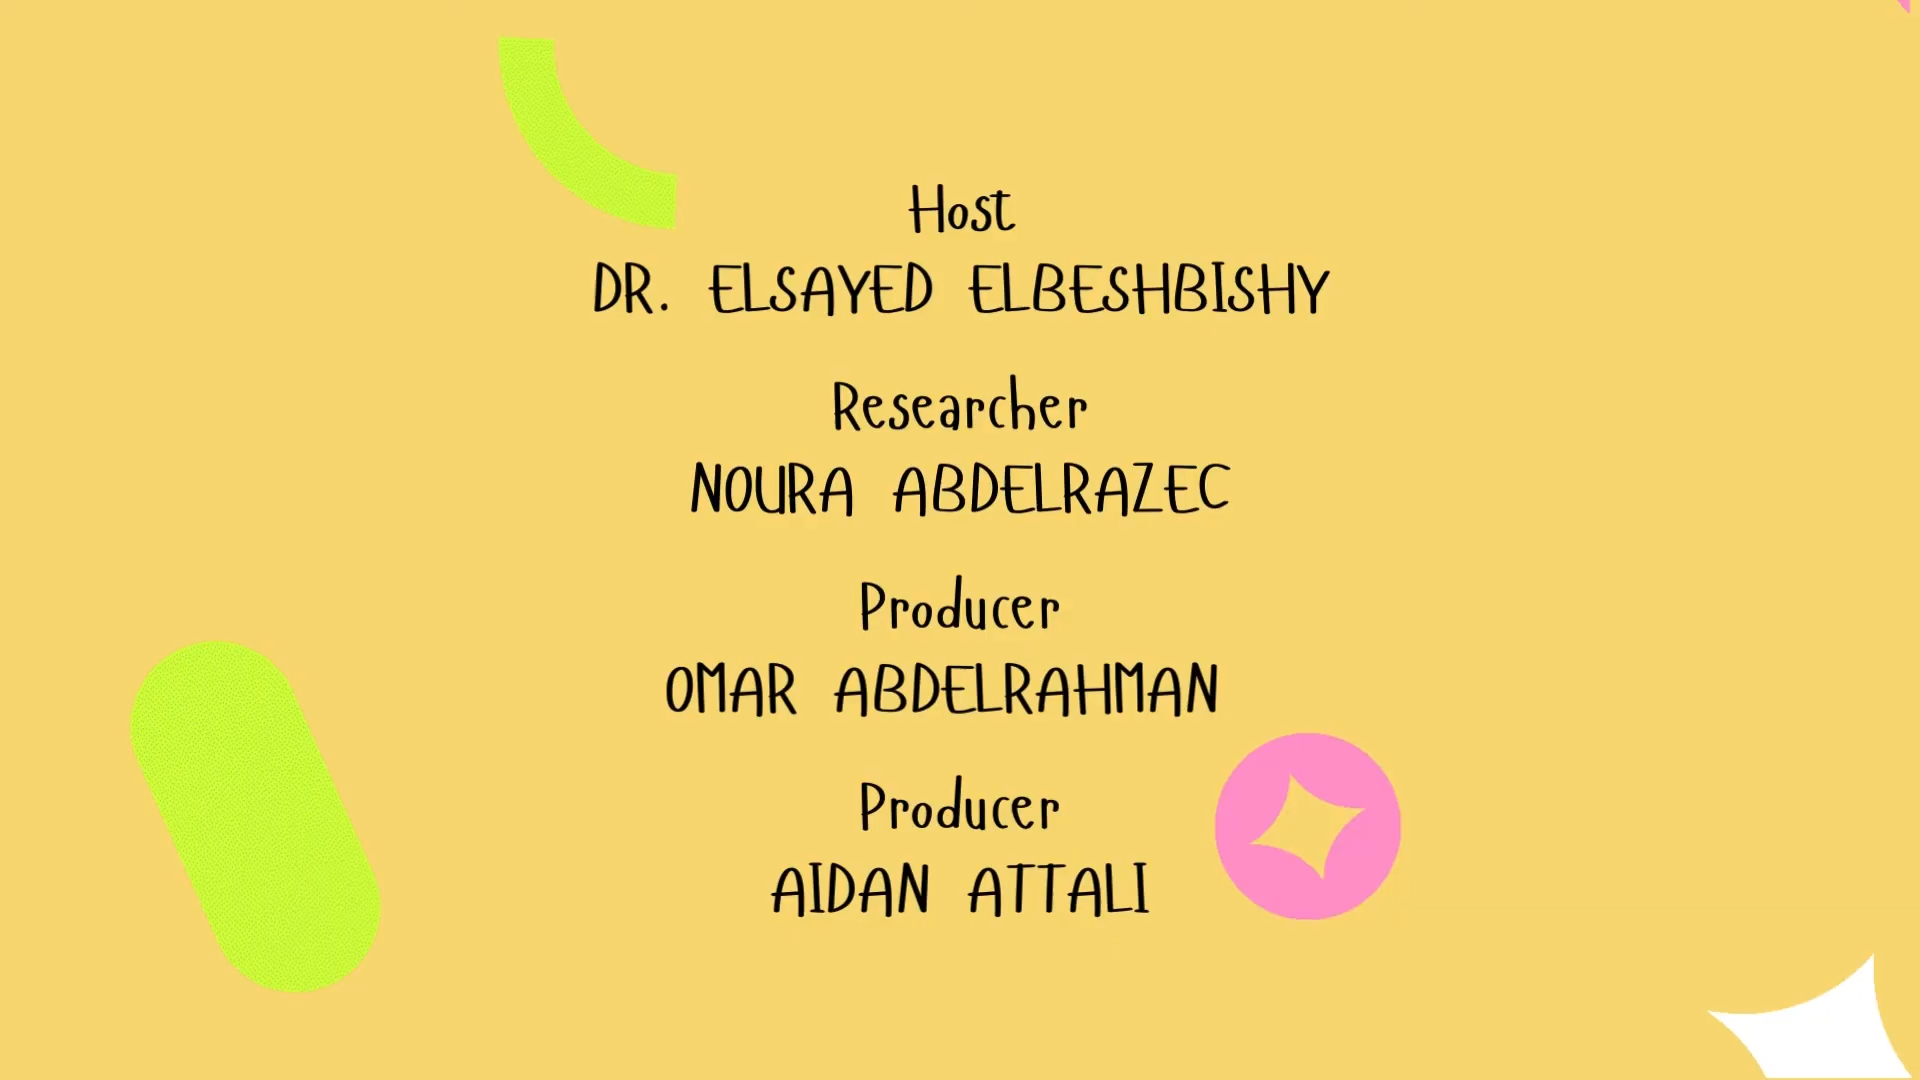 Host
DR. ELSAYED ELBESHBISHY
Researcher
NOURA ABDELRAZEC
Producer
OMAR ABDELRAHMAN
Producer
AIDAN ATTALI